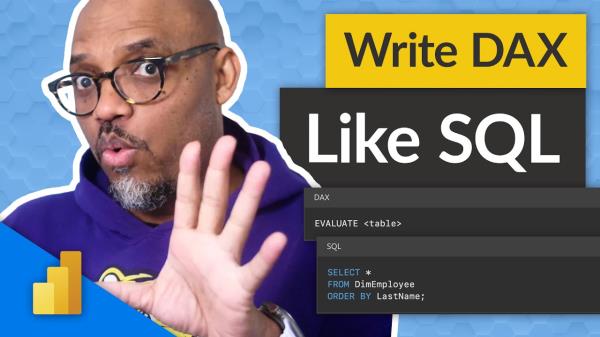 Write DAX
Like SQL
DAX
EVALUATE <table>
SQL
SELECT *
FROM DimEmployee
ORDER BY LastName;